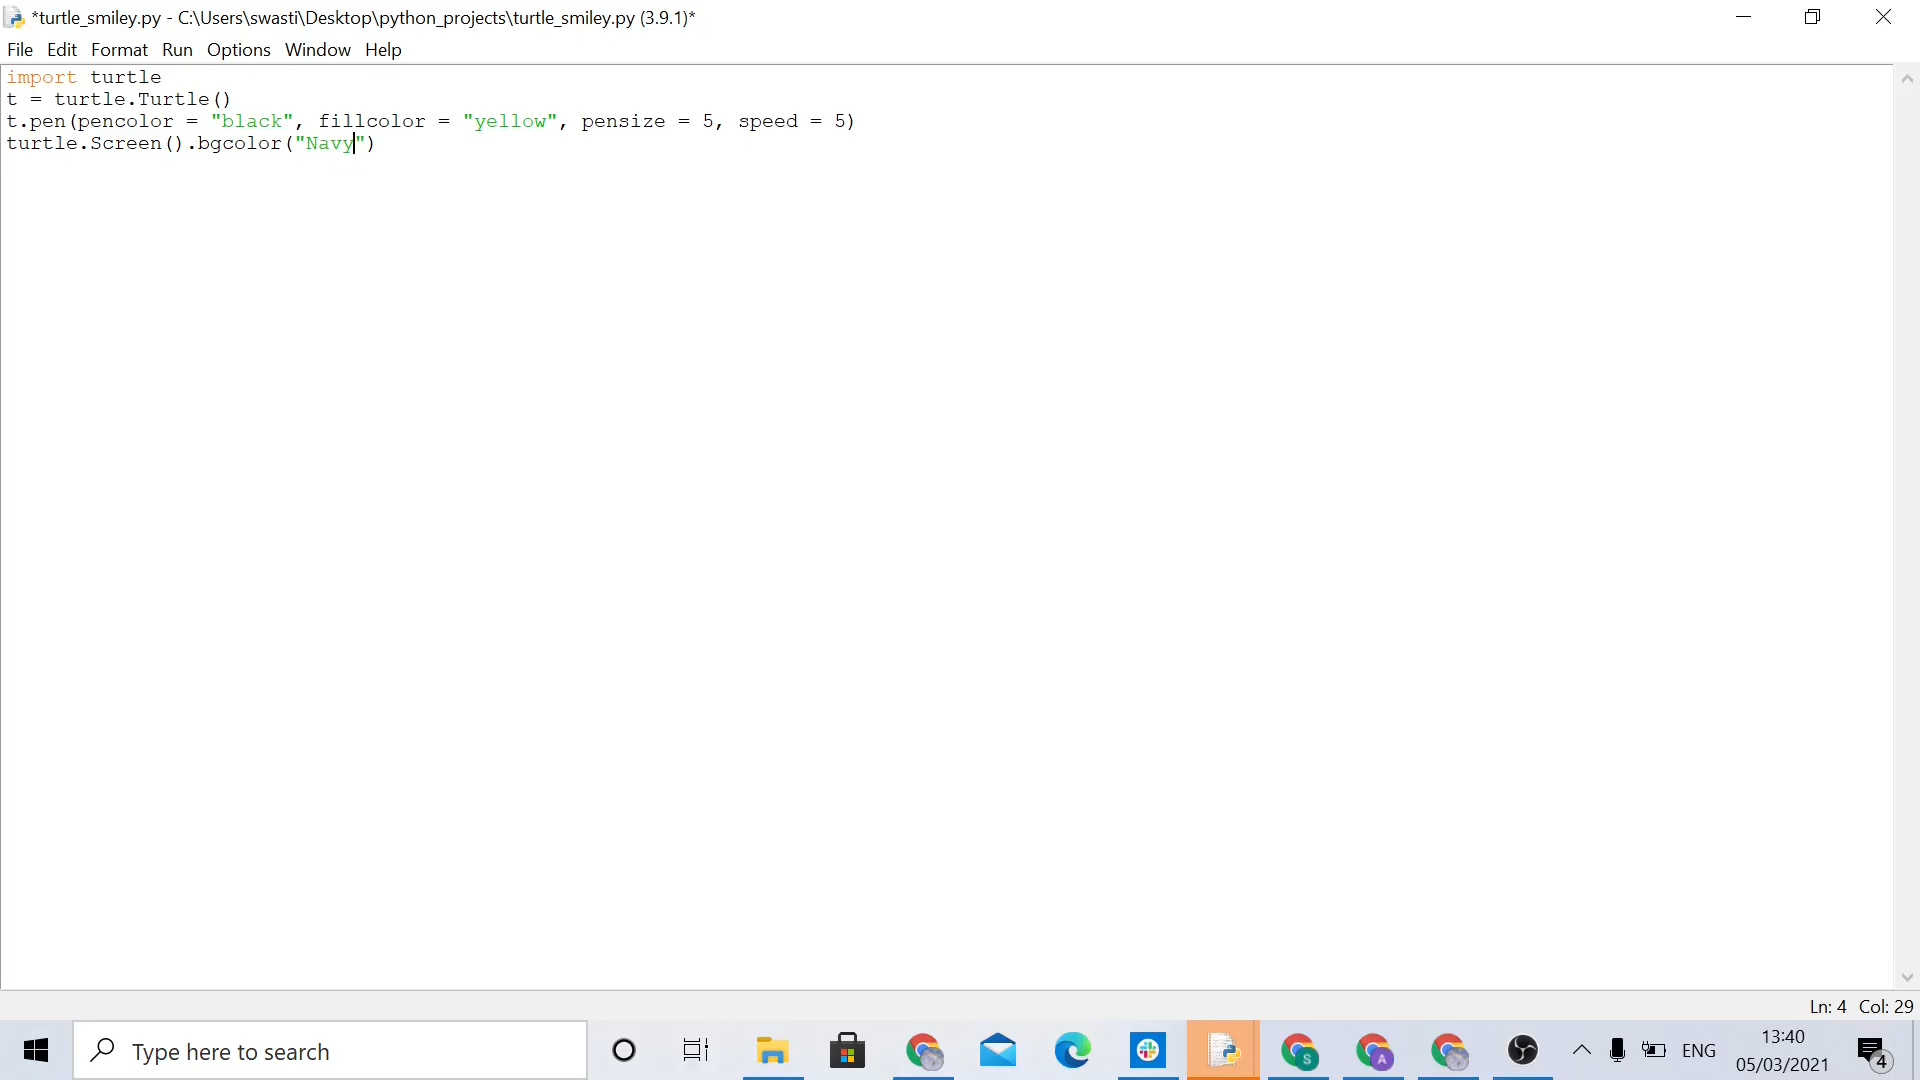 *turtle_smiley.py - C:\Users\swasti\Desktop\python_projects\turtle_smiley.py (3.9.1)*
File Edit Format Run Options Window Help
import turtle
t = turtle.Turtle()
t.pen(pencolor = "black", fillcolor = "yellow", pensize = 5, speed = 5)
turtle.Screen().bgcolor("Navy")
Ln: 4 Col: 29
Type here to search
S
A
ENG
13:40
05/03/2021
4